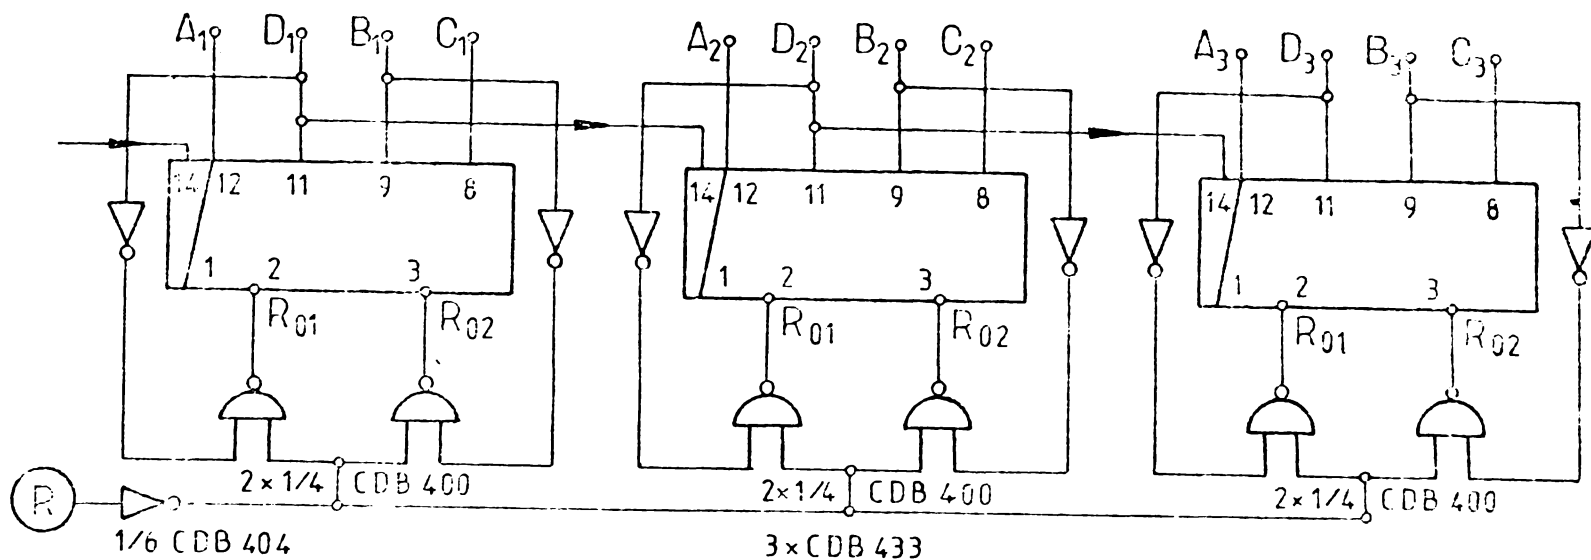 A1 D1 B1 C1 A2 D2 B2 C2 A3 D3 B3 C3
14 12 11 9 8 14 12 11 9 8 14 12 11 9 8
1 2 3 1 2 3 1 2 3
R01 R02 R01 R02 R01 R02
2 × 1/4 CDB 400 2 × 1/4 CDB 400 2 × 1/4 CDB 400
R
1/6 CDB 404 3 × CDB 433